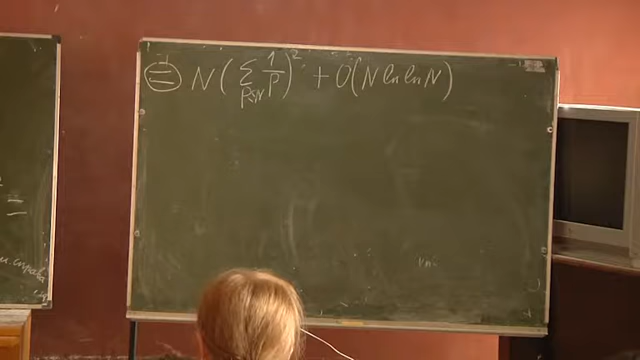 = N ( ∑ 1/p )² + O(N ln ln N)
p≤N
=